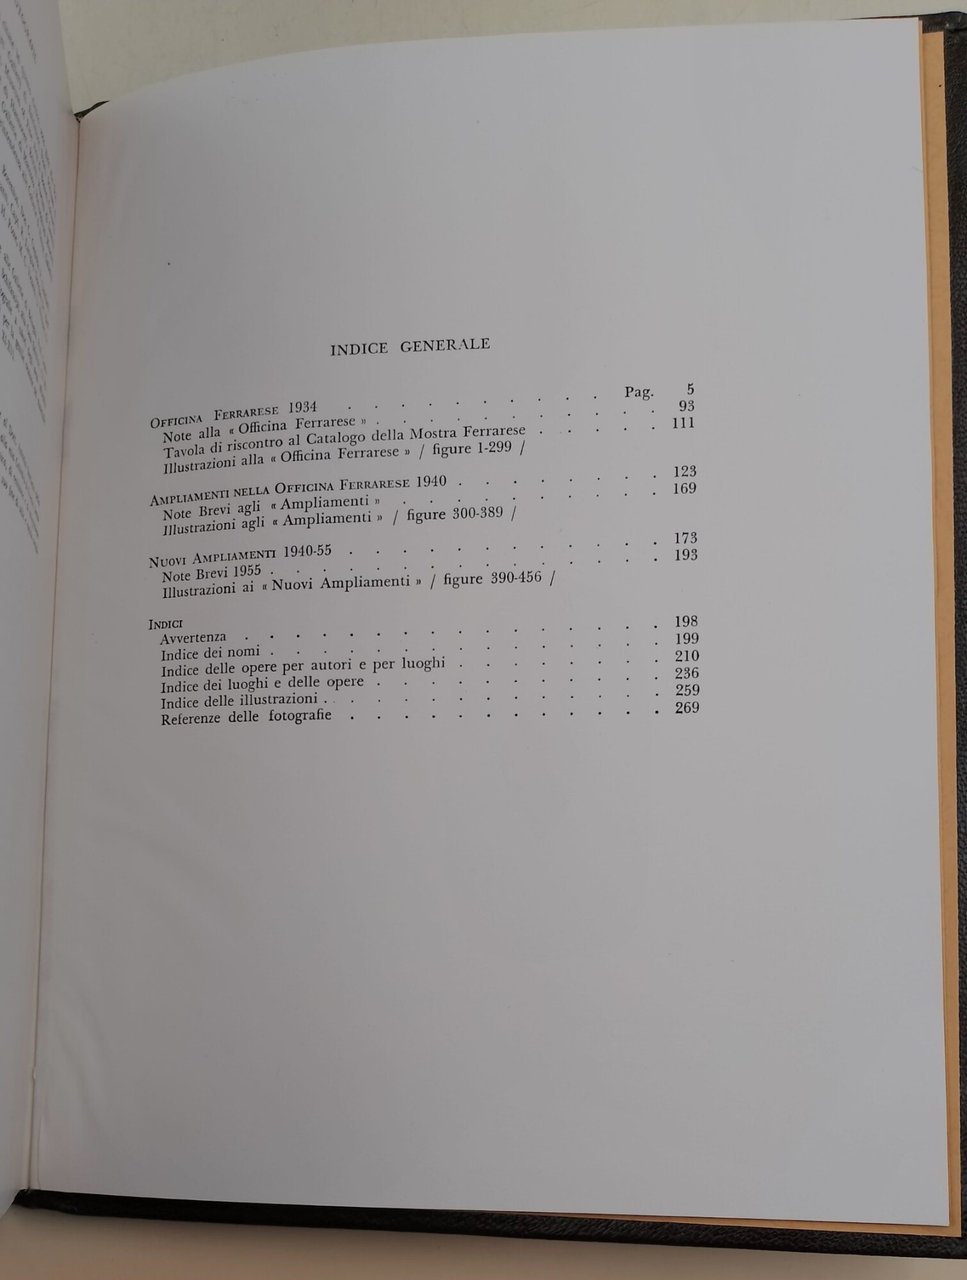 INDICE GENERALE
OFFICINA FERRARESE 1934 . . . . . . . . . . Pag. 5
Note alla « Officina Ferrarese » . . . . . . . . . . . 93
Tavola di riscontro al Catalogo della Mostra Ferrarese . . . . . 111
Illustrazioni alla « Officina Ferrarese » / figure 1-299 /
AMPLIAMENTI NELLA OFFICINA FERRARESE 1940 . . . . . . . . 123
Note Brevi agli « Ampliamenti » . . . . . . . . . . 169
Illustrazioni agli « Ampliamenti » / figure 300-389 /
NUOVI AMPLIAMENTI 1940-55 . . . . . . . . . . . . 173
Note Brevi 1955 . . . . . . . . . . . . . . . 193
Illustrazioni ai « Nuovi Ampliamenti » / figure 390-456 /
INDICI
Avvertenza . . . . . . . . . . . . . . . . 198
Indice dei nomi . . . . . . . . . . . . . . . 199
Indice delle opere per autori e per luoghi . . . . . . . . 210
Indice dei luoghi e delle opere . . . . . . . . . . . 236
Indice delle illustrazioni . . . . . . . . . . . . . 259
Referenze delle fotografie . . . . . . . . . . . . 269